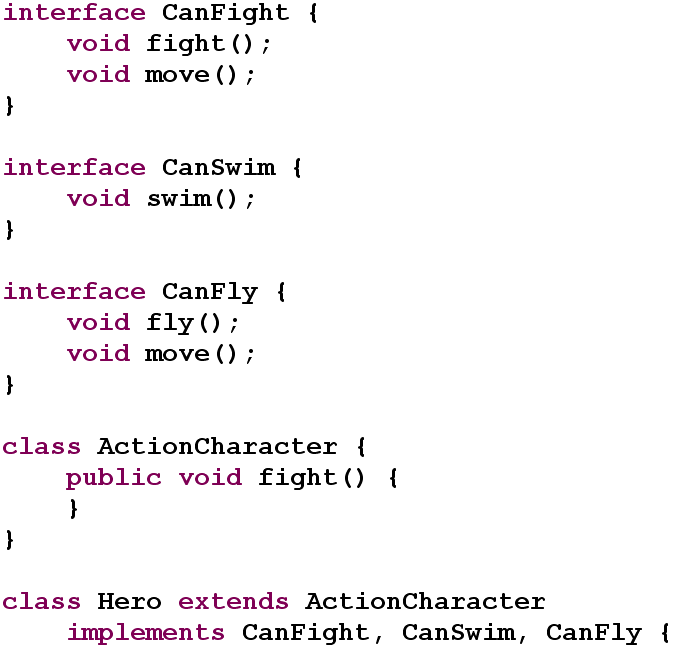 interface CanFight {
    void fight();
    void move();
}

interface CanSwim {
    void swim();
}

interface CanFly {
    void fly();
    void move();
}

class ActionCharacter {
    public void fight() {
    }
}

class Hero extends ActionCharacter
    implements CanFight, CanSwim, CanFly {